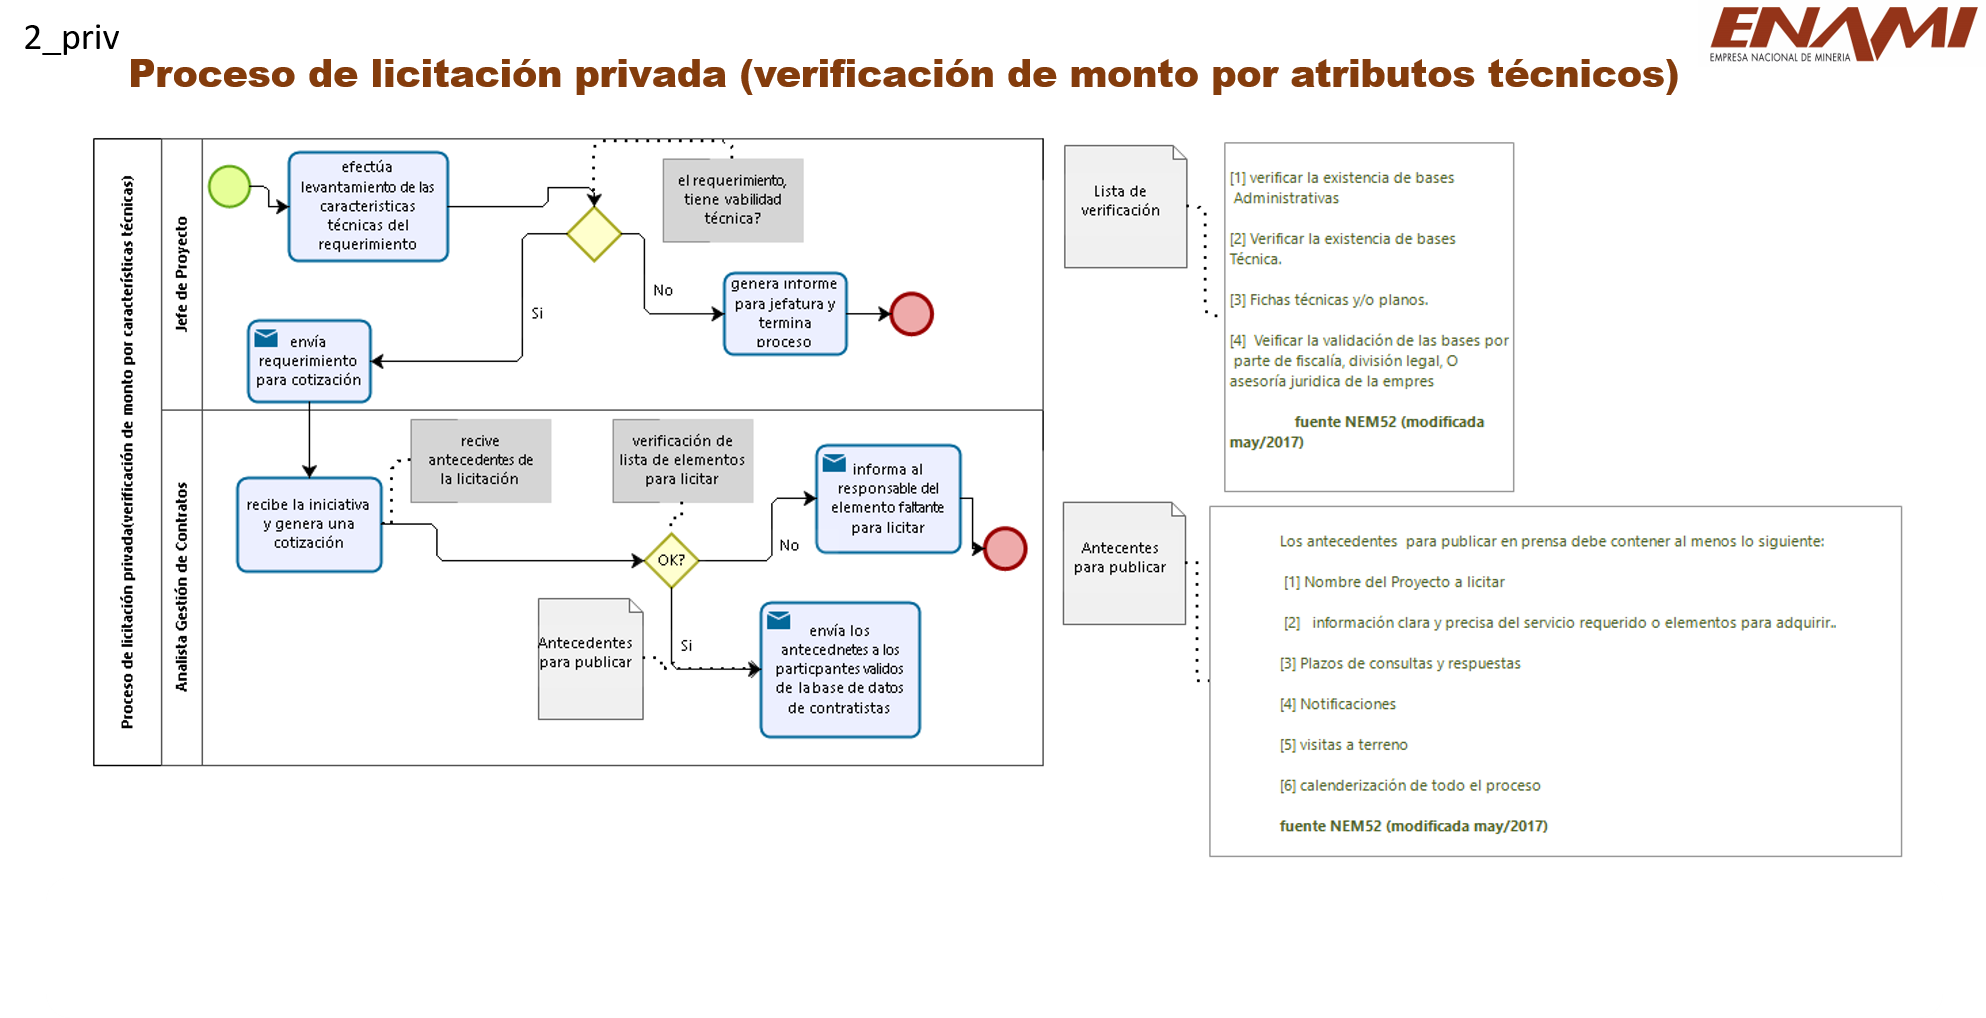 2_priv
ENAMI
EMPRESA NACIONAL DE MINERIA
Proceso de licitación privada (verificación de monto por atributos técnicos)
Proceso de licitación privada(verificación de monto por características técnicas)
Jefe de Proyecto
efectúa
levantamiento de las
caracteristicas
técnicas del
requerimiento
el requerimiento,
tiene vabilidad
técnica?
No
Si
genera informe
para jefatura y
termina
proceso
envía
requerimiento
para cotización
Analista Gestión de Contratos
recibe la iniciativa
y genera una
cotización
recive
antecedentes de
la licitación
verificación de
lista de elementos
para licitar
OK?
No
Si
informa al
responsable del
elemento faltante
para licitar
Antecedentes
para publicar
envía los
antecednetes a los
particpantes validos
de la base de datos
de contratistas
Lista de
verificación
[1] verificar la existencia de bases
Administrativas
[2] Verificar la existencia de bases
Técnica.
[3] Fichas técnicas y/o planos.
[4] Veificar la validación de las bases por
parte de fiscalía, división legal, O
asesoría juridica de la empres
fuente NEM52 (modificada
may/2017)
Antecentes
para publicar
Los antecedentes para publicar en prensa debe contener al menos lo siguiente:
[1] Nombre del Proyecto a licitar
[2] información clara y precisa del servicio requerido o elementos para adquirir..
[3] Plazos de consultas y respuestas
[4] Notificaciones
[5] visitas a terreno
[6] calenderización de todo el proceso
fuente NEM52 (modificada may/2017)